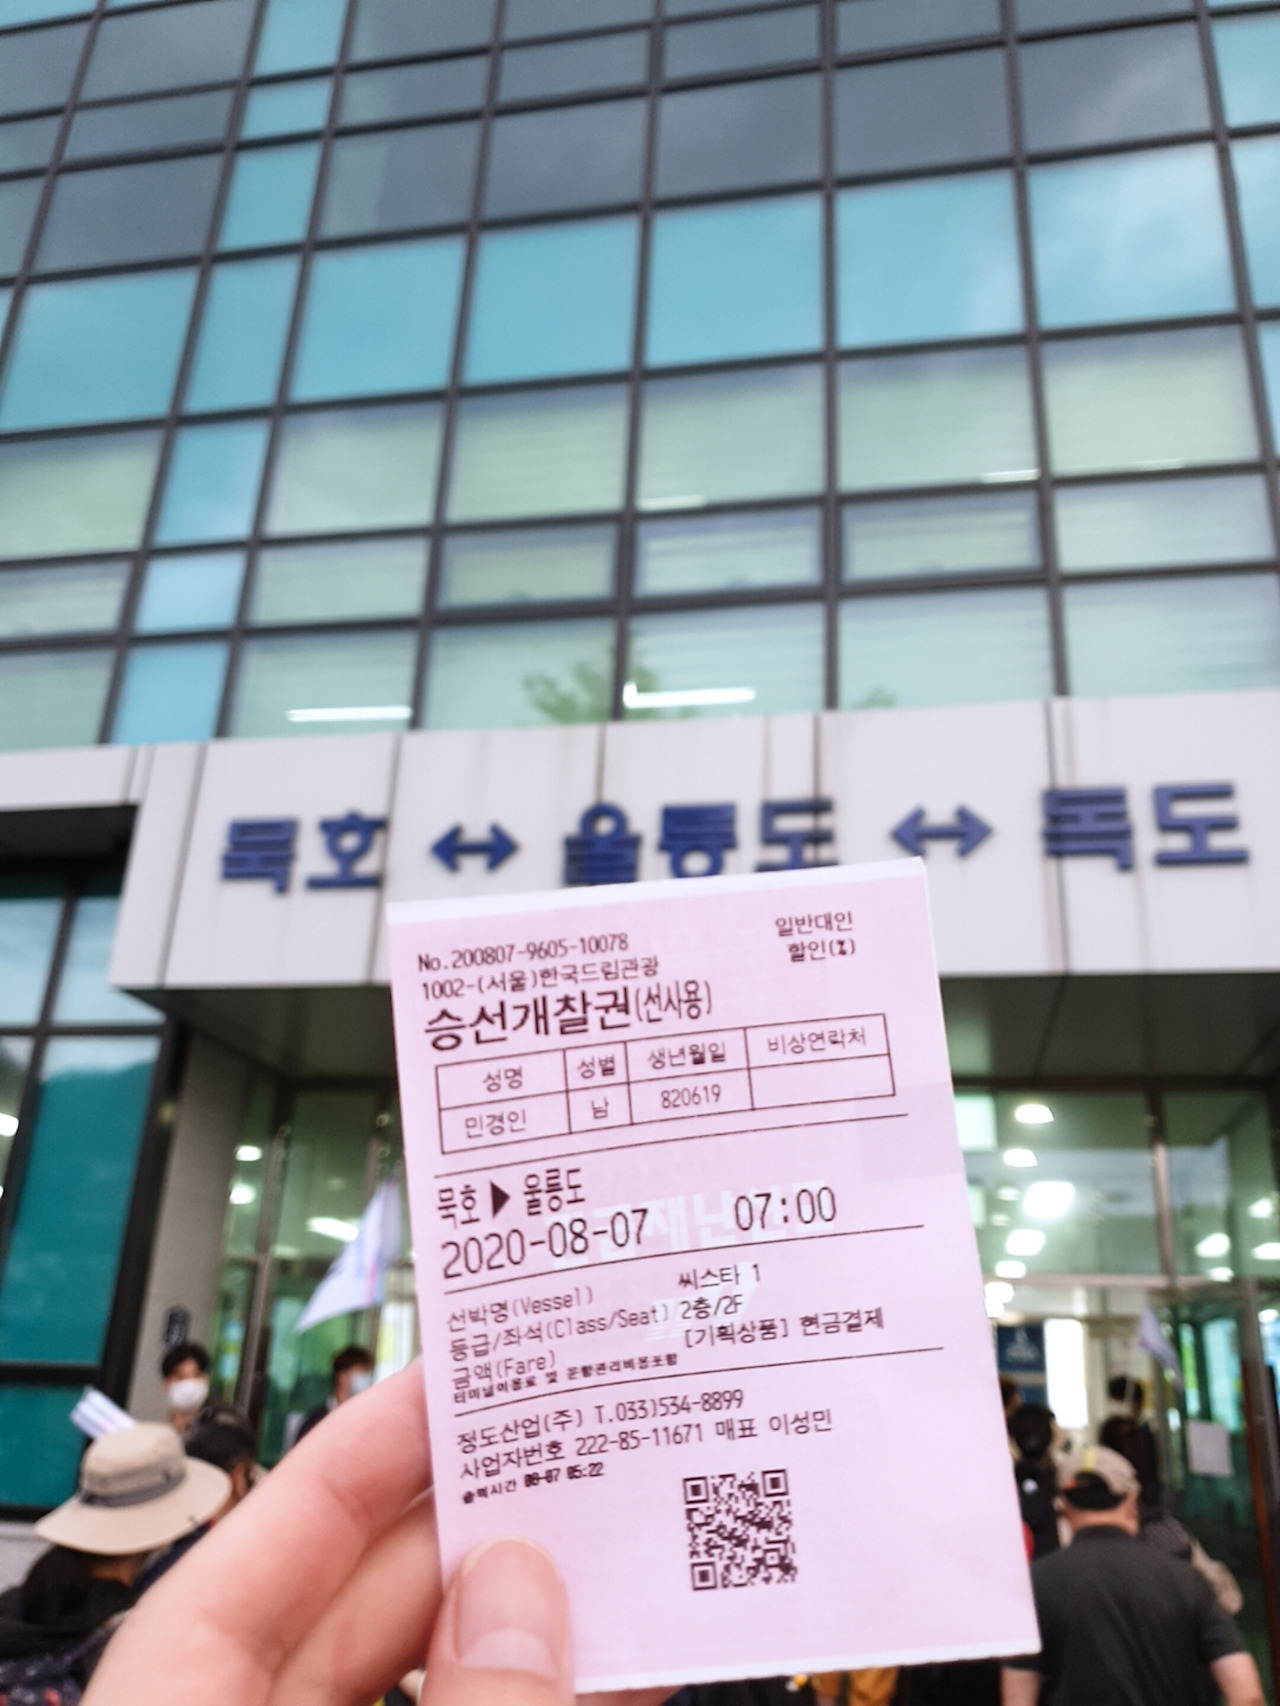 묵호 ↔ 울릉도 ↔ 독도
No.200807-9605-10078
일반대인
1002-(서울)한국드림관광
할인(%)
승선개찰권(선사용)
성명 성별 생년월일 비상연락처
민경인 남 820619
묵호 ▶ 울릉도
2020-08-07 07:00
선박명(Vessel) 씨스타 1
등급/좌석(Class/Seat) 2층/2F
금액(Fare) [기획상품] 현금결제
터미널이용료 및 운항관리비용포함
정도산업(주) T.033)534-8899
사업자번호 222-85-11671 매표 이성민
출력시간 08-07 05:22